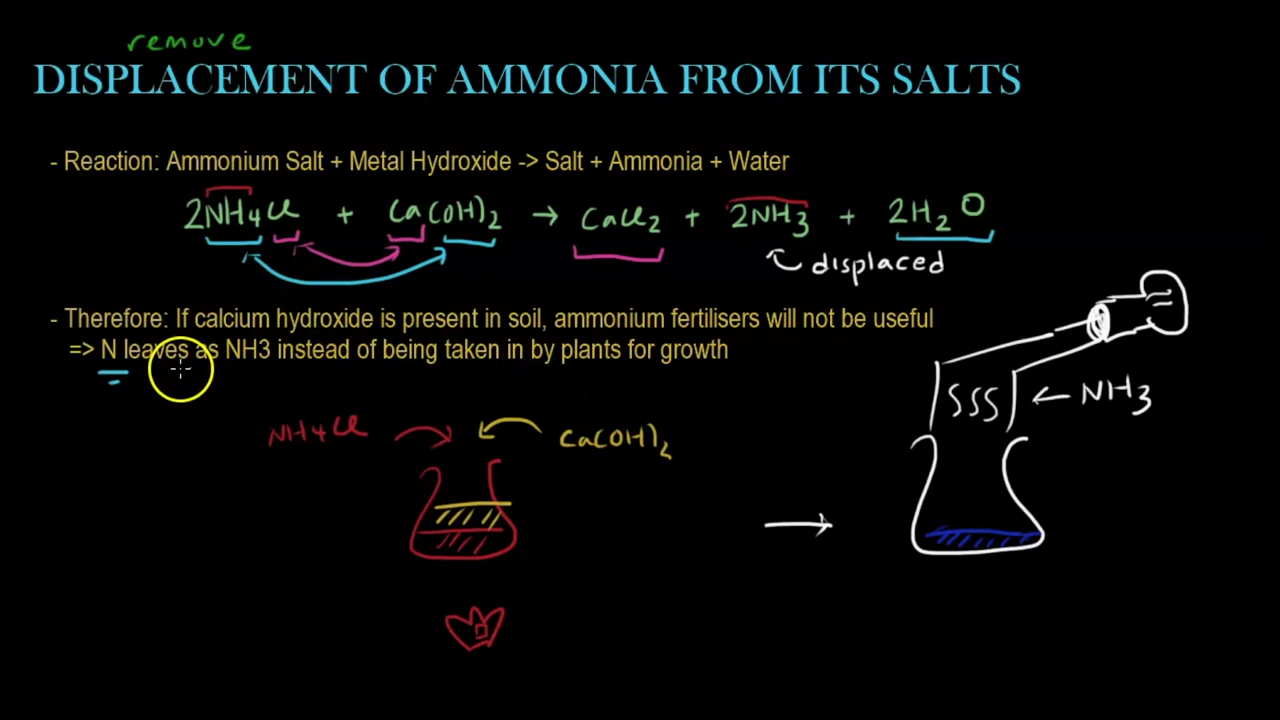 remove
DISPLACEMENT OF AMMONIA FROM ITS SALTS
- Reaction: Ammonium Salt + Metal Hydroxide -> Salt + Ammonia + Water
2NH4Cl + Ca(OH)2 → CaCl2 + 2NH3 + 2H2O
displaced
- Therefore: If calcium hydroxide is present in soil, ammonium fertilisers will not be useful
=> N leaves as NH3 instead of being taken in by plants for growth
← NH3
NH4Cl
Ca(OH)2